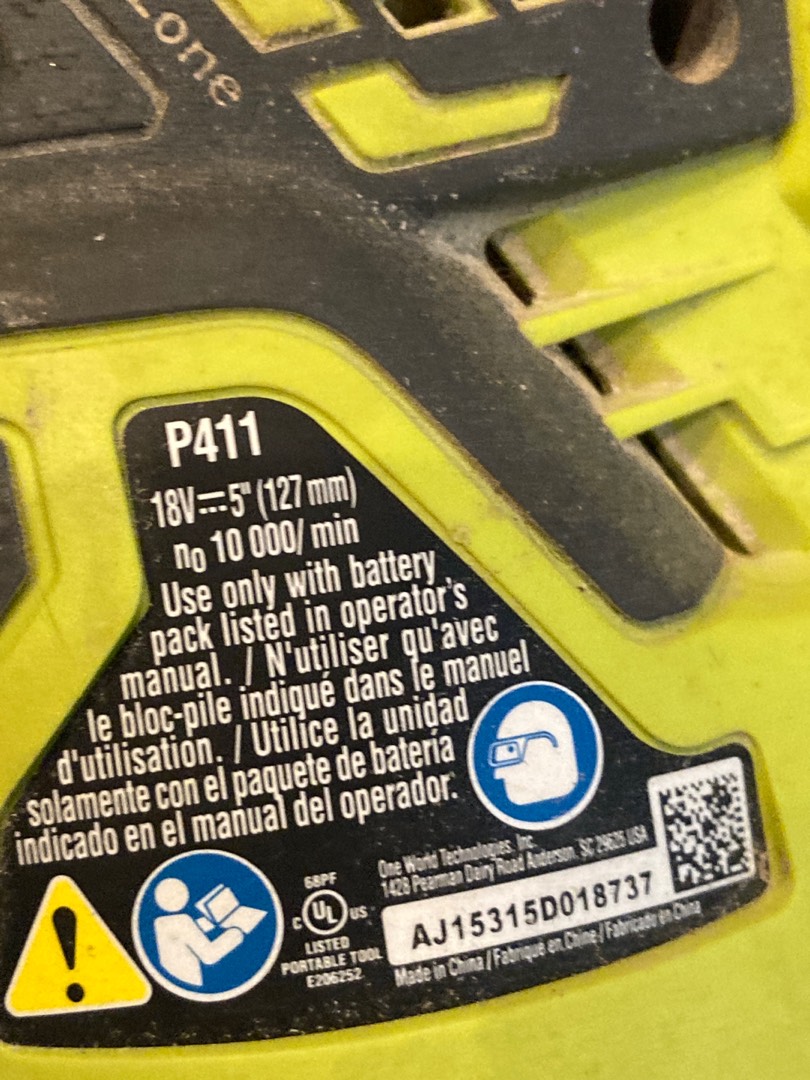 zone
P411
18V⎓5" (127 mm)
n₀ 10 000/ min
Use only with battery
pack listed in operator's
manual. / N'utiliser qu'avec
le bloc-pile indiqué dans le manuel
d'utilisation. / Utilice la unidad
solamente con el paquete de batería
indicado en el manual del operador.
68PF
C UL US
LISTED
PORTABLE TOOL
E206252
One World Technologies, Inc.
1428 Pearman Dairy Road Anderson, SC 29625 USA
AJ15315D018737
Made in China / Fabriqué en Chine / Fabricado en China